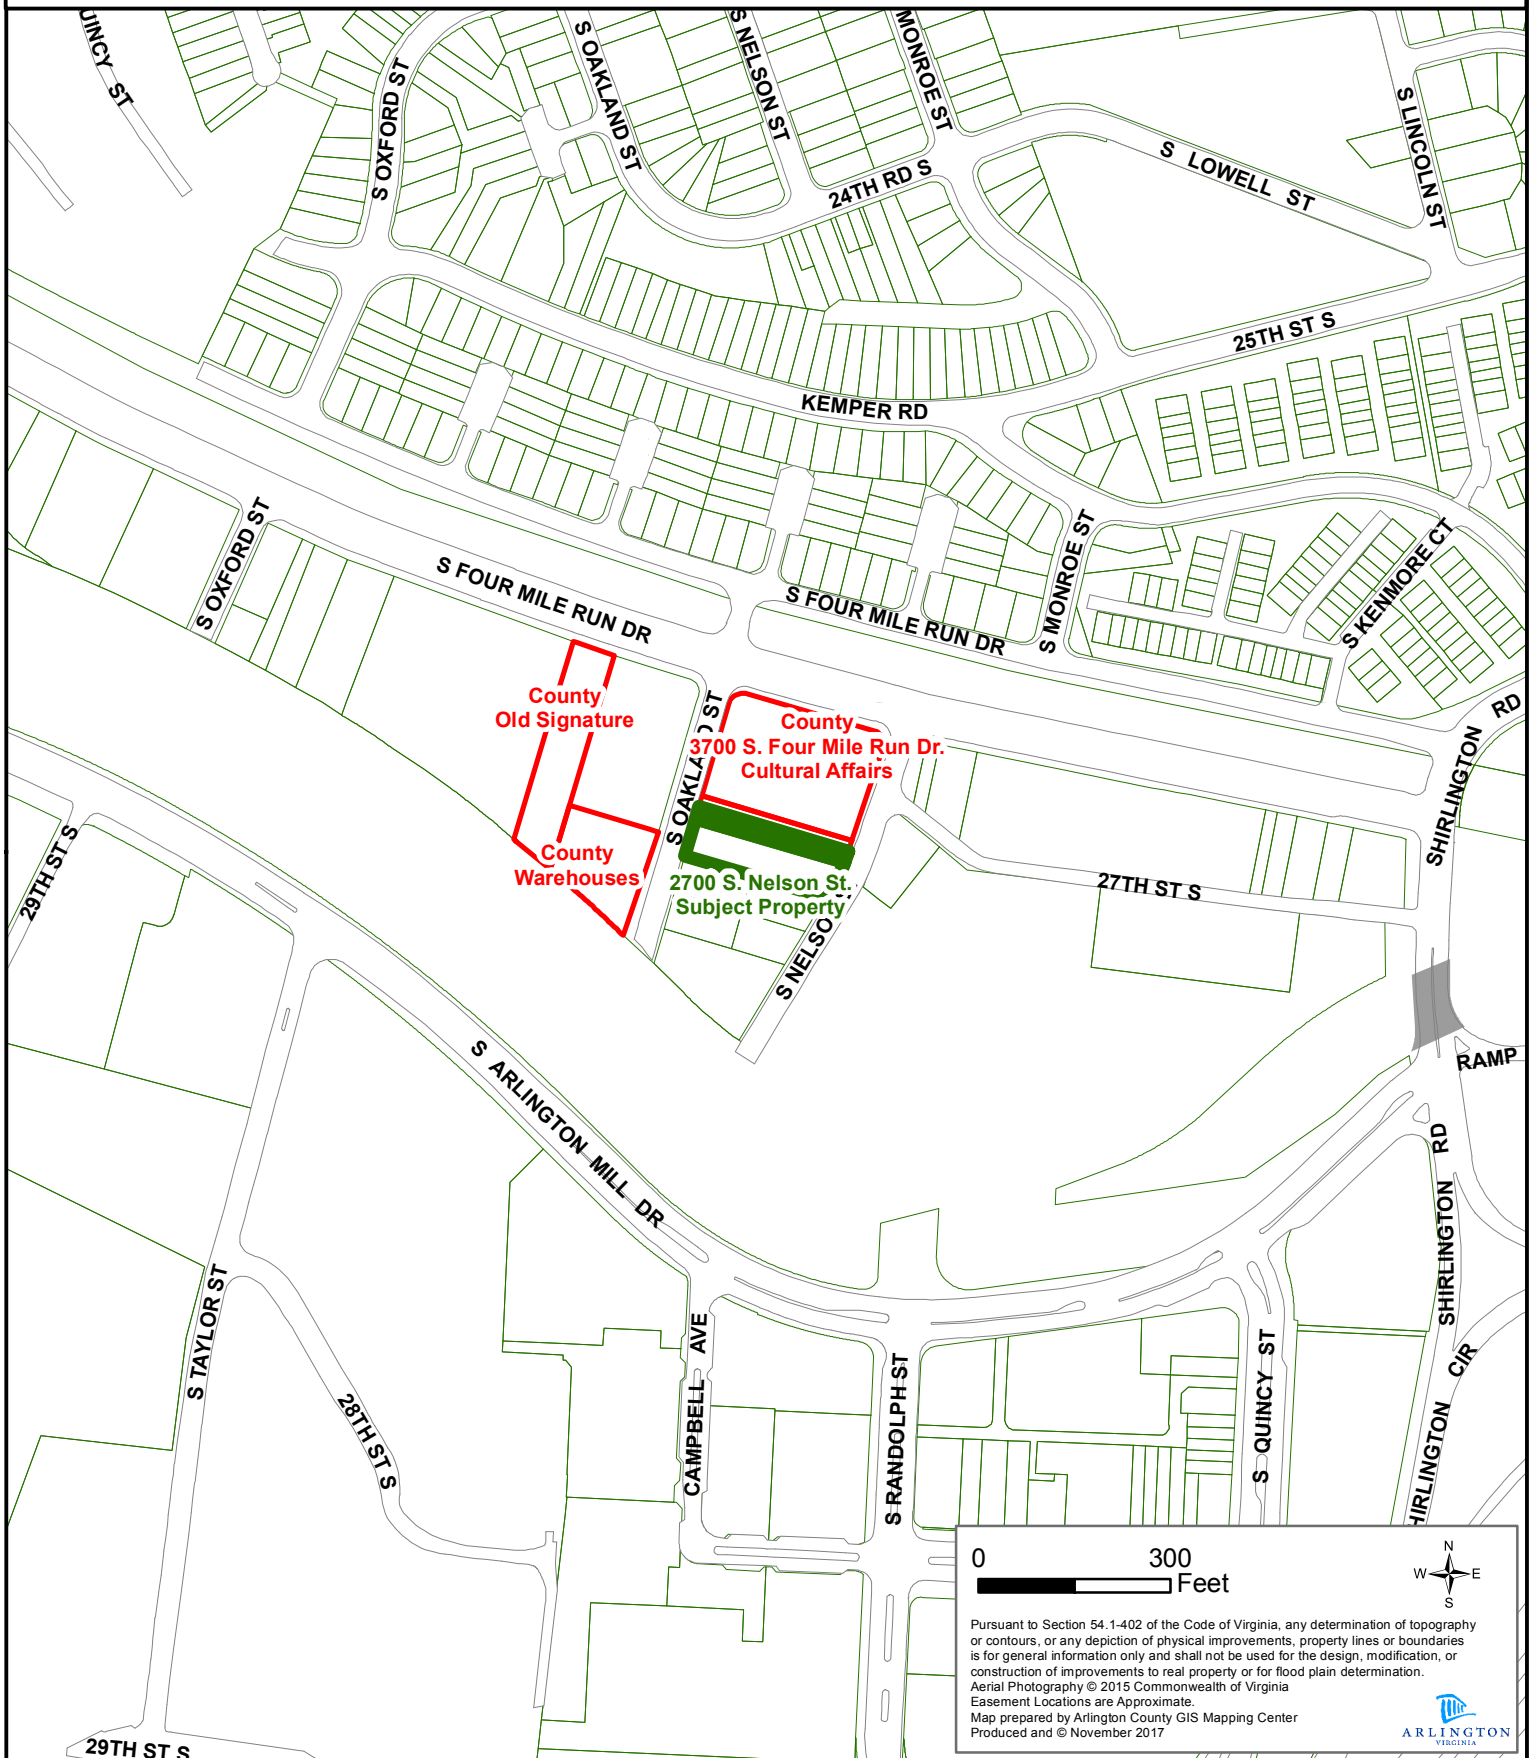 UINCY ST
S OXFORD ST
S OAKLAND ST
S NELSON ST
MONROE ST
24TH RD S
S LOWELL ST
S LINCOLN ST
25TH ST S
KEMPER RD
S OXFORD ST
S FOUR MILE RUN DR
S FOUR MILE RUN DR
S MONROE ST
S KENMORE CT
SHIRLINGTON RD
County
Old Signature
S OAKLAND ST
County
3700 S. Four Mile Run Dr.
Cultural Affairs
County
Warehouses
2700 S. Nelson St.
Subject Property
S NELSO
27TH ST S
29TH ST S
S ARLINGTON MILL DR
RAMP
SHIRLINGTON RD
S TAYLOR ST
28TH ST S
CAMPBELL AVE
S RANDOLPH ST
S QUINCY ST
HIRLINGTON CIR
29TH ST S
0 300
Feet
N
W E
S
Pursuant to Section 54.1-402 of the Code of Virginia, any determination of topography
or contours, or any depiction of physical improvements, property lines or boundaries
is for general information only and shall not be used for the design, modification, or
construction of improvements to real property or for flood plain determination.
Aerial Photography © 2015 Commonwealth of Virginia
Easement Locations are Approximate.
Map prepared by Arlington County GIS Mapping Center
Produced and © November 2017
ARLINGTON
VIRGINIA